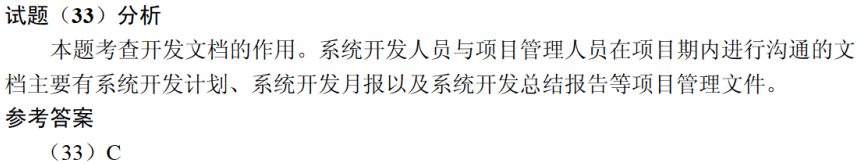 试题（33）分析
本题考查开发文档的作用。系统开发人员与项目管理人员在项目期内进行沟通的文
档主要有系统开发计划、系统开发月报以及系统开发总结报告等项目管理文件。
参考答案
（33）C